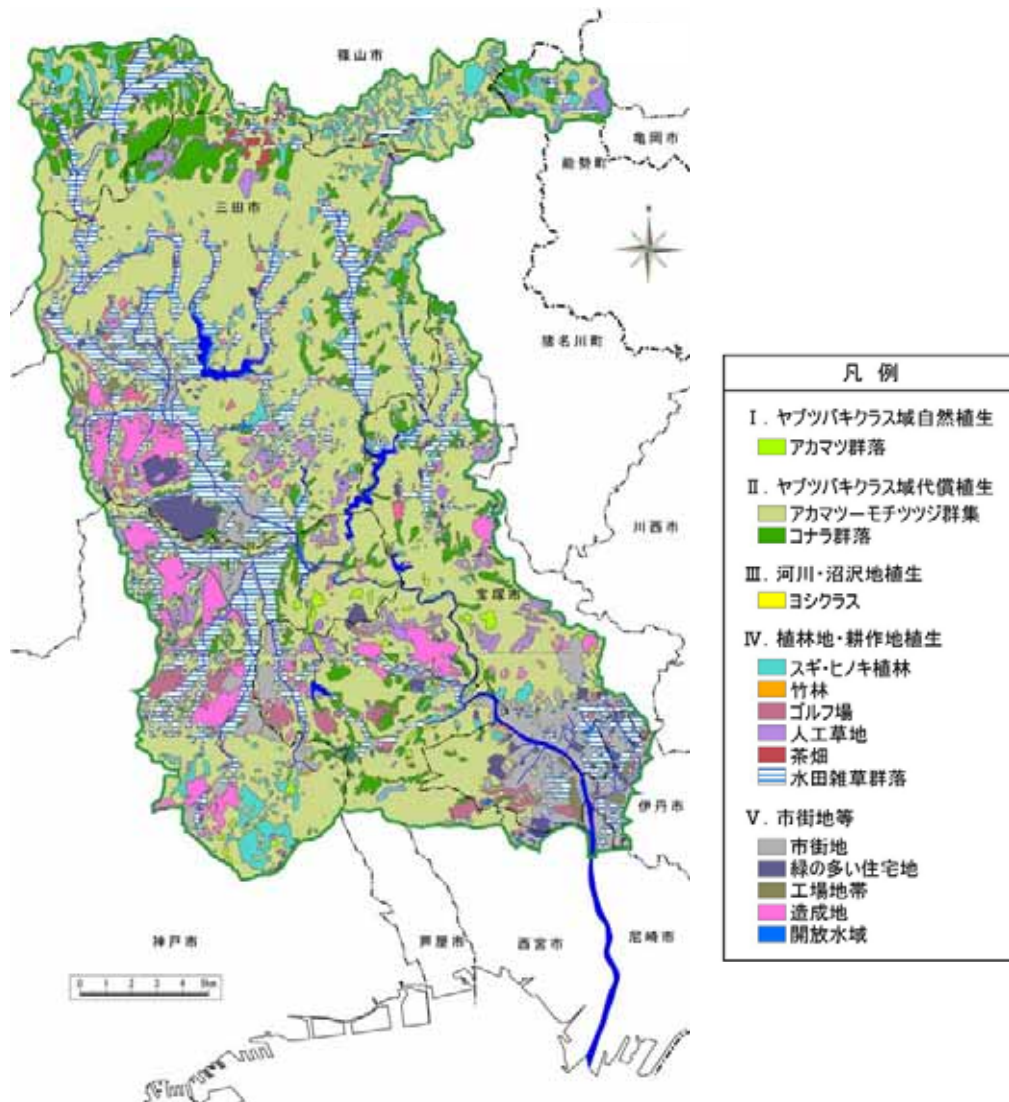 篠山市
亀岡市
能勢町
三田市
猪名川町
川西市
宝塚市
伊丹市
神戸市
芦屋市
西宮市
尼崎市
0 1 2 3 4 5km
凡 例
Ⅰ. ヤブツバキクラス域自然植生
アカマツ群落
Ⅱ. ヤブツバキクラス域代償植生
アカマツーモチツツジ群集
コナラ群落
Ⅲ. 河川・沼沢地植生
ヨシクラス
Ⅳ. 植林地・耕作地植生
スギ・ヒノキ植林
竹林
ゴルフ場
人工草地
茶畑
水田雑草群落
Ⅴ. 市街地等
市街地
緑の多い住宅地
工場地帯
造成地
開放水域